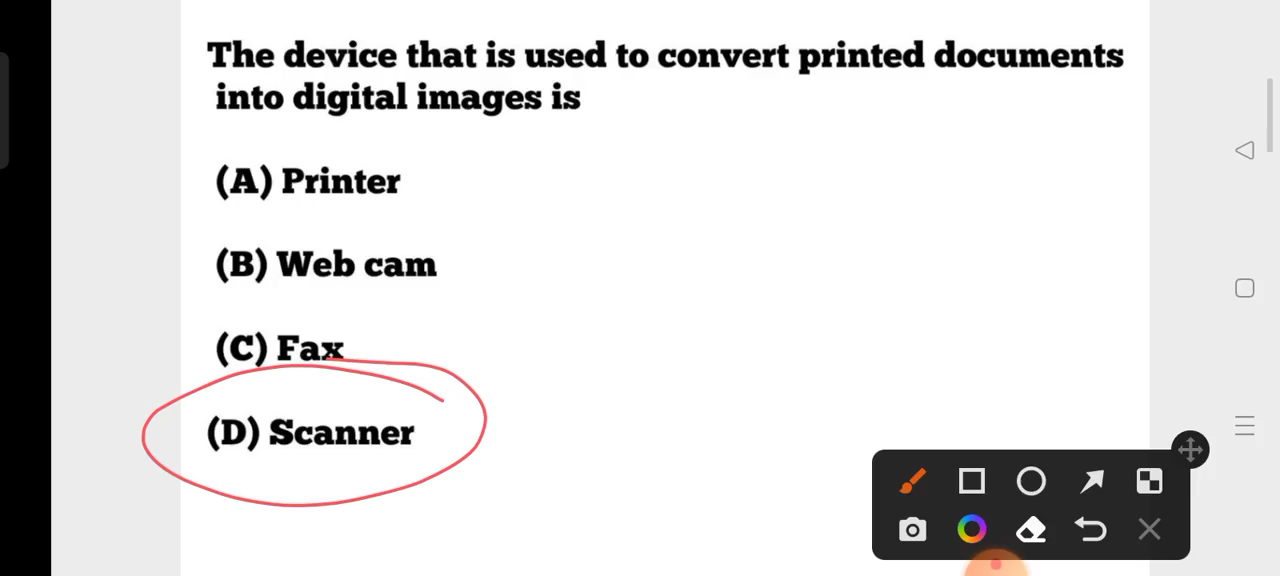 The device that is used to convert printed documents
into digital images is
(A) Printer
(B) Web cam
(C) Fax
(D) Scanner